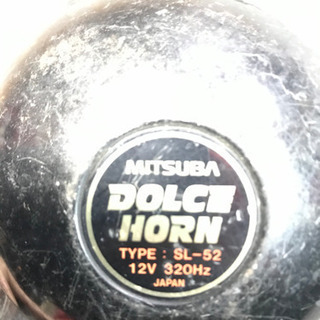 MITSUBA
DOLCE
HORN
TYPE : SL-52
12V 320Hz
JAPAN